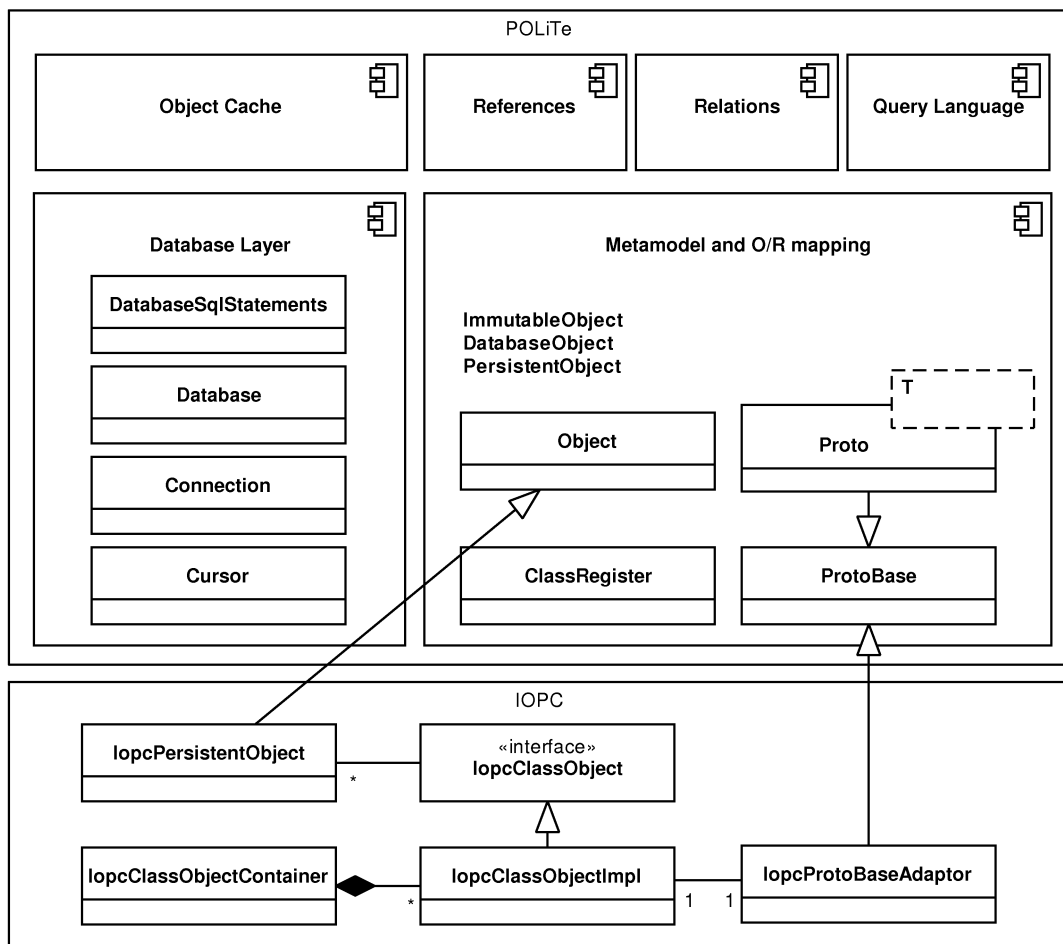 POLiTe
Object Cache
References
Relations
Query Language
Database Layer
DatabaseSqlStatements
Database
Connection
Cursor
Metamodel and O/R mapping
ImmutableObject
DatabaseObject
PersistentObject
Object
T
Proto
ClassRegister
ProtoBase
IOPC
IopcPersistentObject
*
«interface»
IopcClassObject
IopcClassObjectContainer
*
IopcClassObjectImpl
1
1
IopcProtoBaseAdaptor